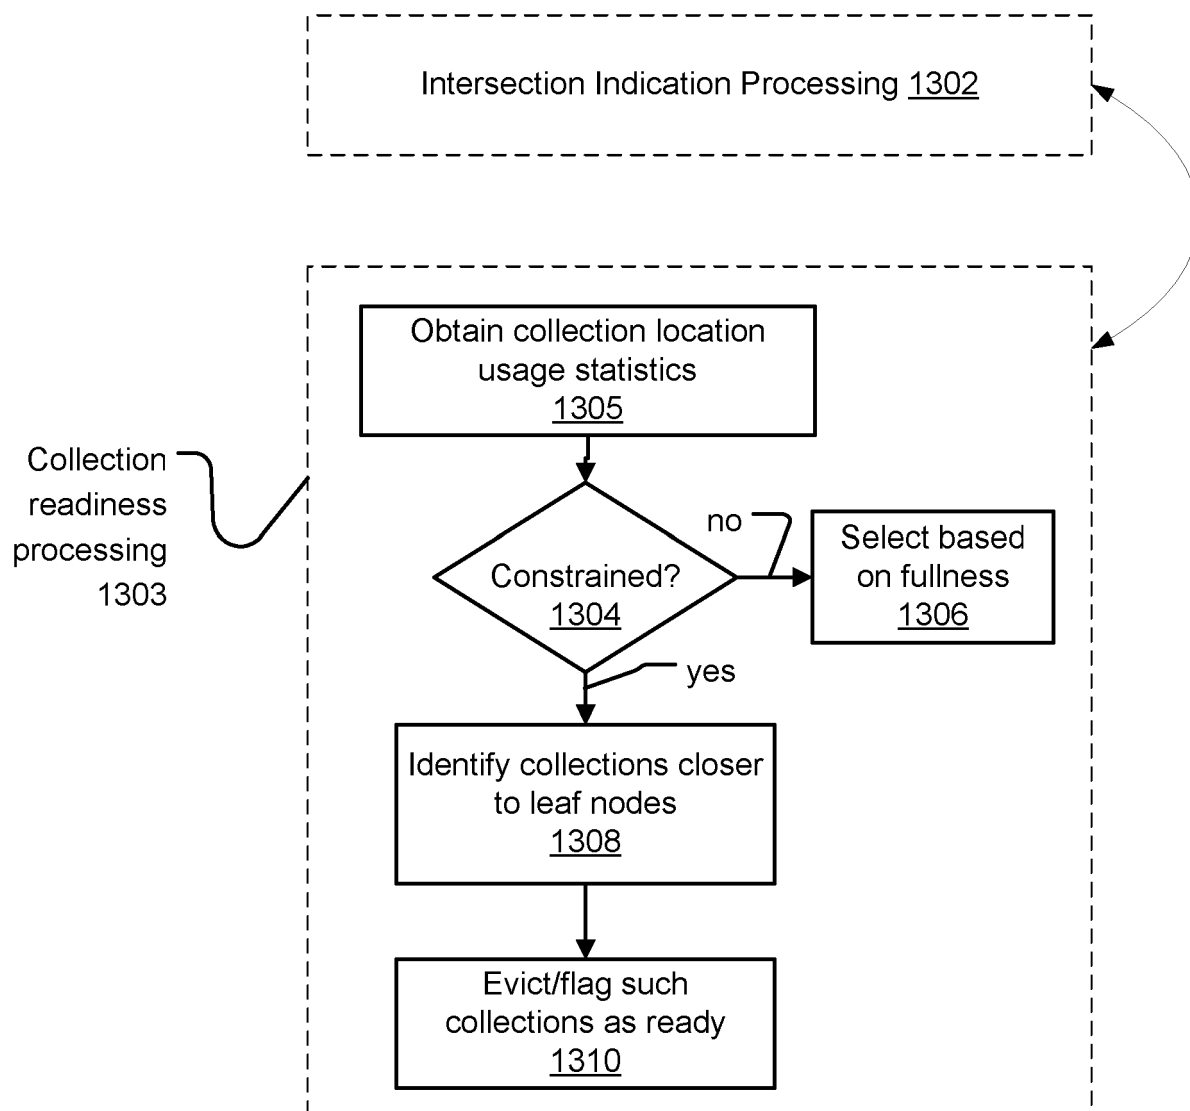 Intersection Indication Processing 1302
Obtain collection location
usage statistics
1305
Collection
readiness
processing
1303
Constrained?
1304
no
Select based
on fullness
1306
yes
Identify collections closer
to leaf nodes
1308
Evict/flag such
collections as ready
1310